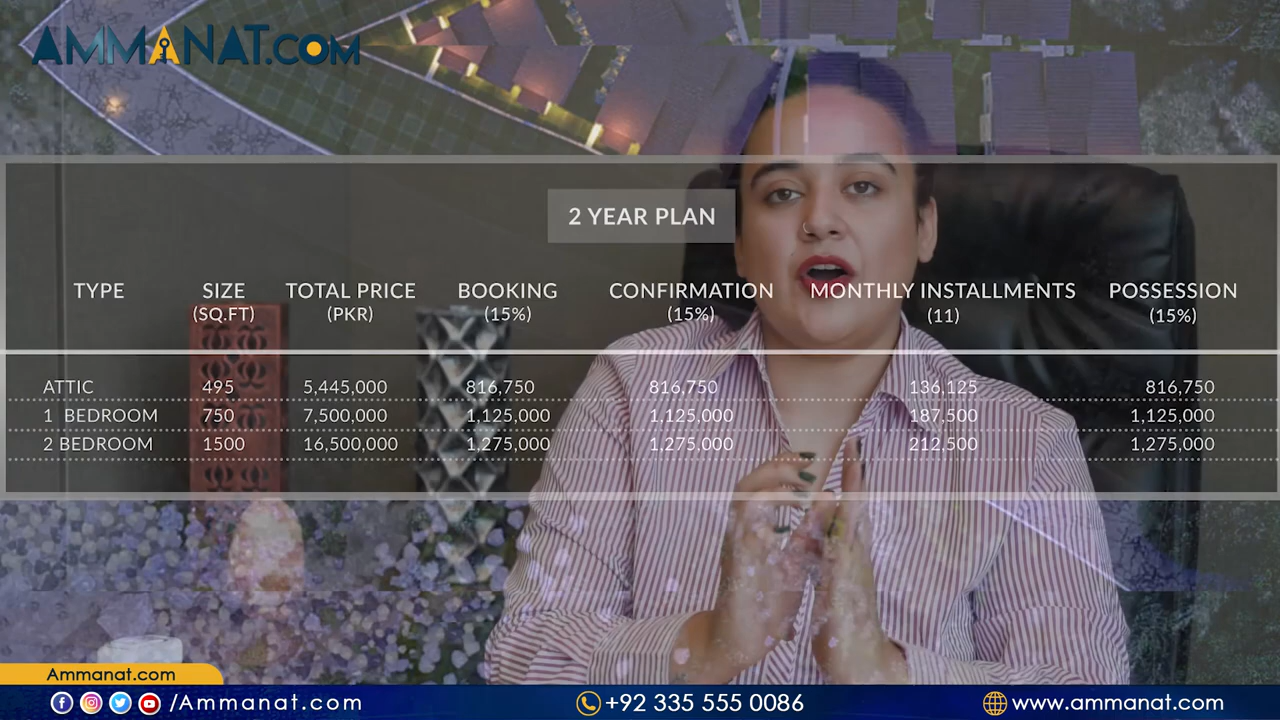 AMMANAT.COM
2 YEAR PLAN
TYPE SIZE (SQ.FT) TOTAL PRICE (PKR) BOOKING (15%) CONFIRMATION (15%) MONTHLY INSTALLMENTS (11) POSSESSION (15%)
ATTIC 495 5,445,000 816,750 816,750 136,125 816,750
1 BEDROOM 750 7,500,000 1,125,000 1,125,000 187,500 1,125,000
2 BEDROOM 1500 16,500,000 1,275,000 1,275,000 212,500 1,275,000
Ammanat.com
/Ammanat.com +92 335 555 0086 www.ammanat.com